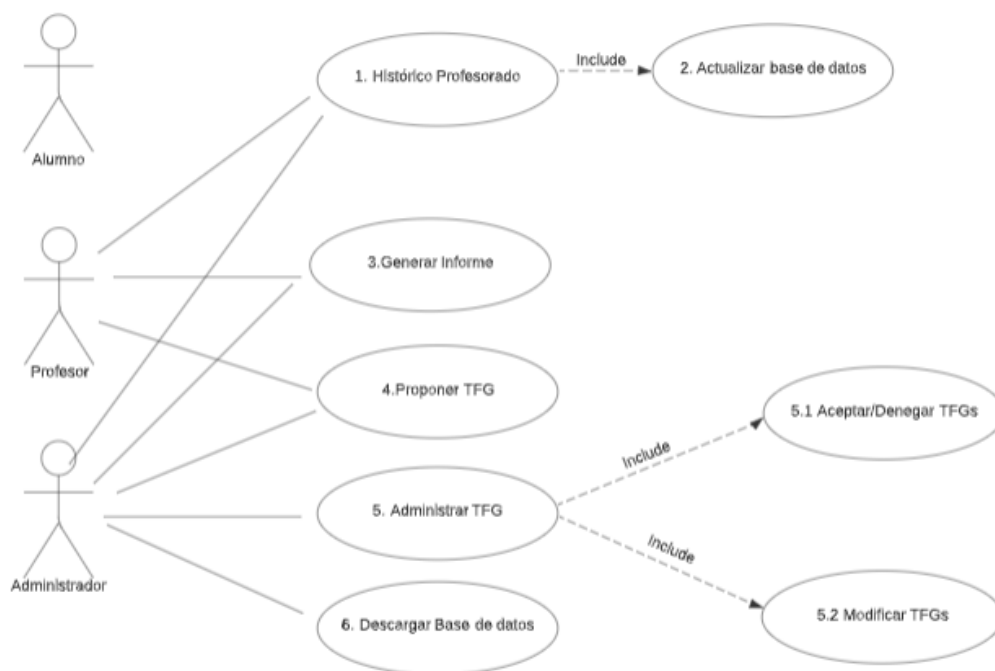 1. Histórico Profesorado
Include
2. Actualizar base de datos
Alumno
3.Generar Informe
Profesor
4.Proponer TFG
5.1 Aceptar/Denegar TFGs
Include
5. Administrar TFG
Include
Administrador
6. Descargar Base de datos
5.2 Modificar TFGs